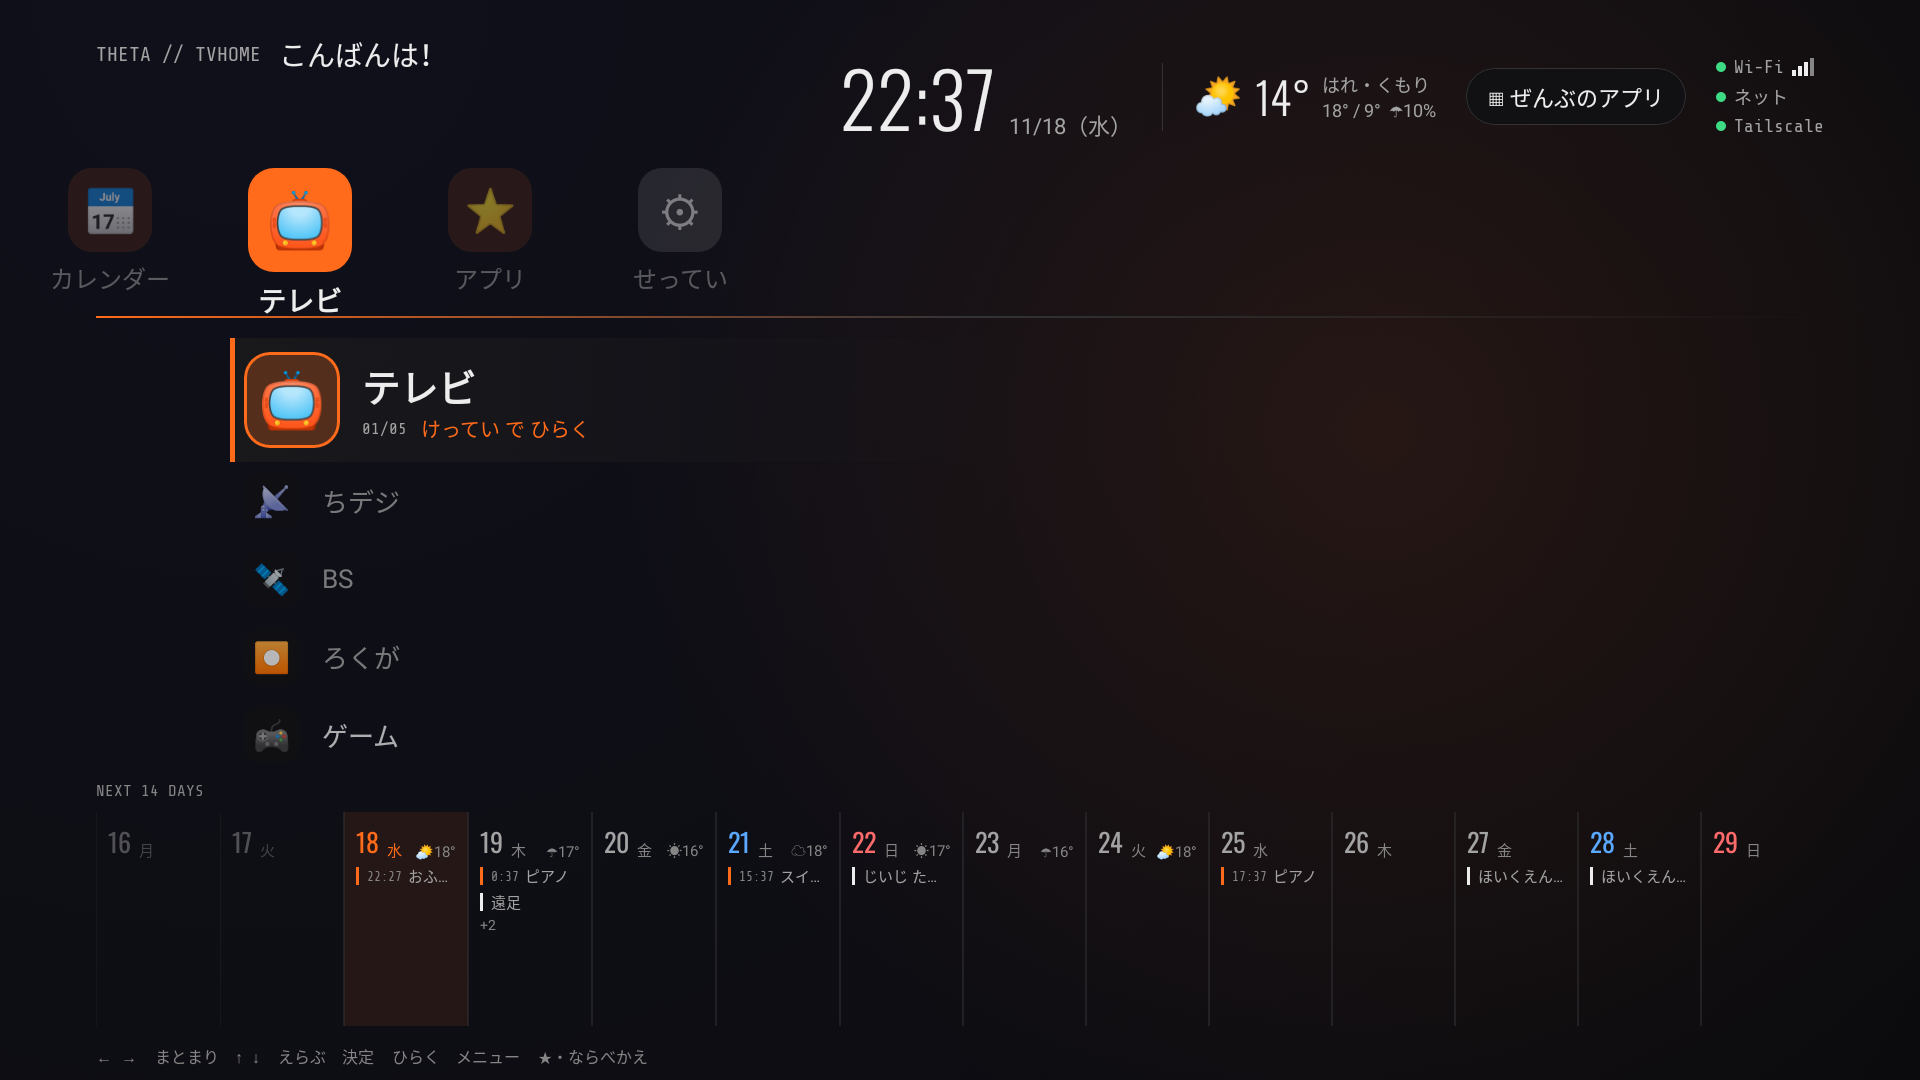 THETA // TVHOME こんばんは!
22:37 11/18（水）
14° はれ・くもり
18° / 9° ☂10%
▦ ぜんぶのアプリ
Wi-Fi
ネット
Tailscale
July
17
カレンダー
テレビ
アプリ
せってい
テレビ
01/05 けってい で ひらく
ちデジ
BS
ろくが
ゲーム
NEXT 14 DAYS
16 月
17 火
18 水 18°
22:27 おふ…
19 木 ☂17°
0:37 ピアノ
遠足
+2
20 金 ☀16°
21 土 ☁18°
15:37 スイ…
22 日 ☀17°
じいじ た…
23 月 ☂16°
24 火 18°
25 水
17:37 ピアノ
26 木
27 金
ほいくえん…
28 土
ほいくえん…
29 日
← → まとまり ↑ ↓ えらぶ 決定 ひらく メニュー ★・ならべかえ